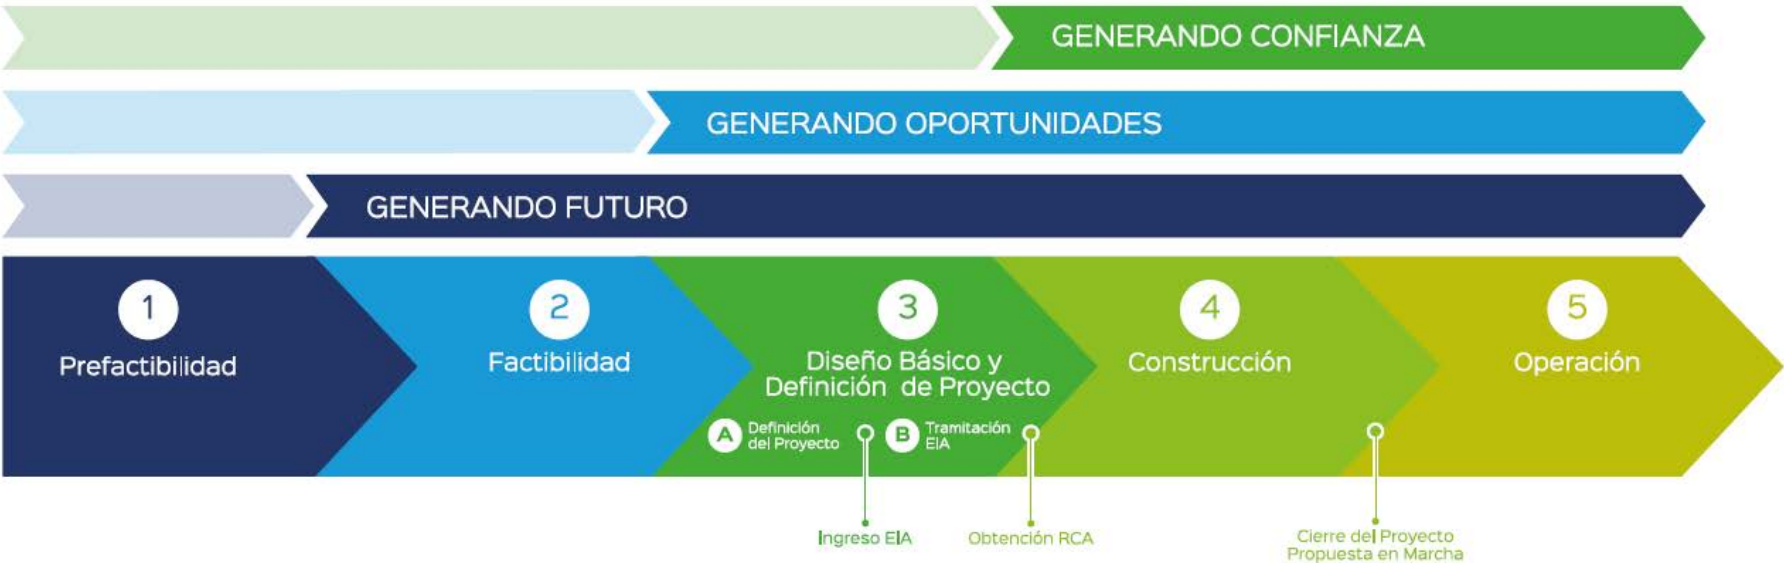 GENERANDO CONFIANZA
GENERANDO OPORTUNIDADES
GENERANDO FUTURO
1
Prefactibilidad
2
Factibilidad
3
Diseño Básico y
Definición de Proyecto
A
Definición
del Proyecto
B
Tramitación
EIA
4
Construcción
5
Operación
Ingreso EIA
Obtención RCA
Cierre del Proyecto
Propuesta en Marcha